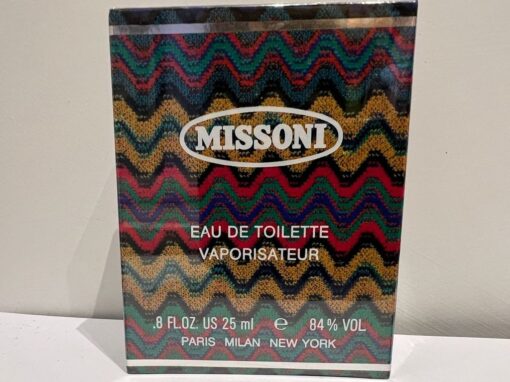 MISSONI
EAU DE TOILETTE
VAPORISATEUR
.8 FL.OZ. US 25 ml ℮ 84% VOL
PARIS MILAN NEW YORK